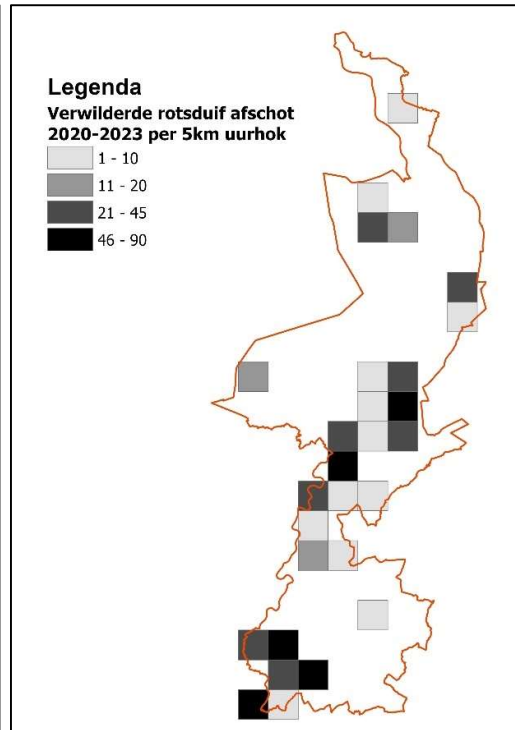 Legenda
Verwilderde rotsduif afschot
2020-2023 per 5km uurhok
1 - 10
11 - 20
21 - 45
46 - 90